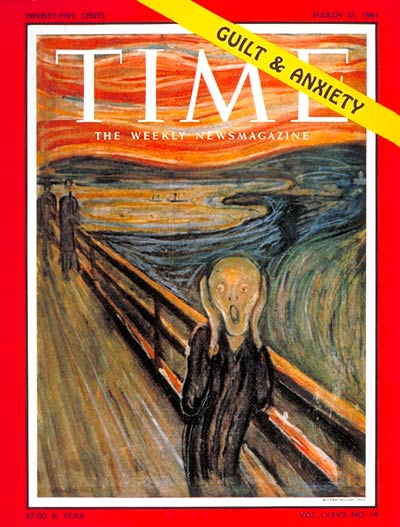 TWENTY-FIVE CENTS
MARCH 31, 1961
TIME
GUILT & ANXIETY
THE WEEKLY NEWSMAGAZINE
$7.00 A YEAR
VOL. LXXVII NO. 14